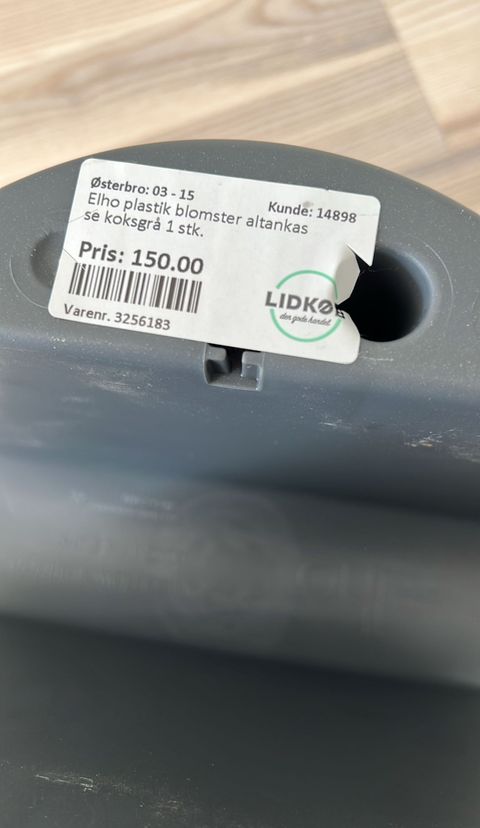 Østerbro: 03 - 15
Kunde: 14898
Elho plastik blomster altankas
se koksgrå 1 stk.
Pris: 150.00
LIDKØB
den gode handel
Varenr. 3256183